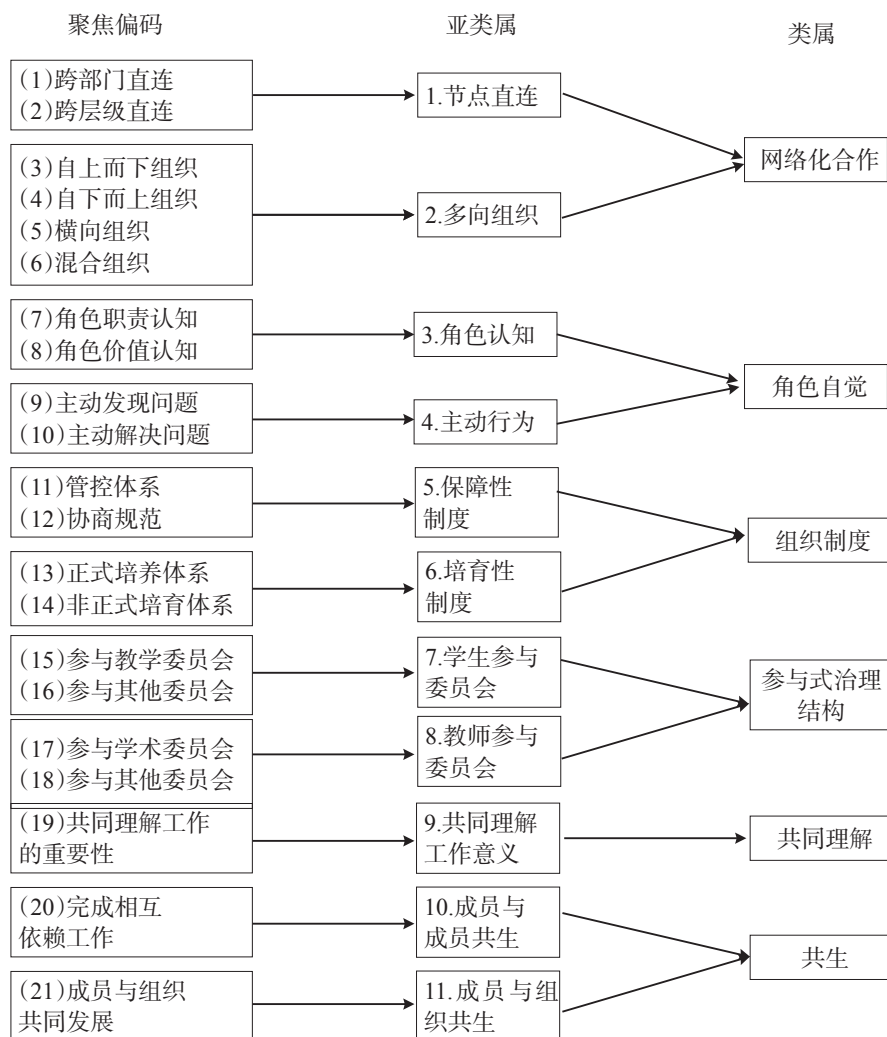 聚焦偏码
亚类属
类属
(1)跨部门直连
(2)跨层级直连
1.节点直连
网络化合作
(3)自上而下组织
(4)自下而上组织
(5)横向组织
(6)混合组织
2.多向组织
(7)角色职责认知
(8)角色价值认知
3.角色认知
角色自觉
(9)主动发现问题
(10)主动解决问题
4.主动行为
(11)管控体系
(12)协商规范
5.保障性
制度
组织制度
(13)正式培养体系
(14)非正式培育体系
6.培育性
制度
(15)参与教学委员会
(16)参与其他委员会
7.学生参与
委员会
参与式治理
结构
(17)参与学术委员会
(18)参与其他委员会
8.教师参与
委员会
(19)共同理解工作
的重要性
9.共同理解
工作意义
共同理解
(20)完成相互
依赖工作
10.成员与
成员共生
共生
(21)成员与组织
共同发展
11.成员与组
织共生